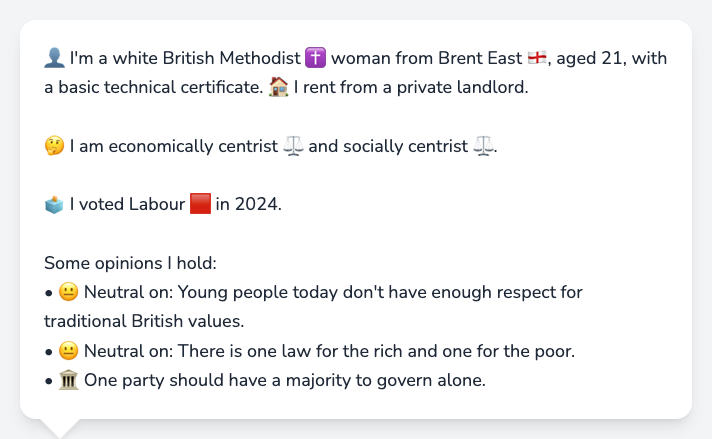 👤 I'm a white British Methodist ✝️ woman from Brent East 🏴󠁧󠁢󠁥󠁮󠁧󠁿, aged 21, with
a basic technical certificate. 🏠 I rent from a private landlord.
🤔 I am economically centrist ⚖️ and socially centrist ⚖️.
🗳️ I voted Labour 🟥 in 2024.
Some opinions I hold:
• 😐 Neutral on: Young people today don't have enough respect for
traditional British values.
• 😐 Neutral on: There is one law for the rich and one for the poor.
• 🏛️ One party should have a majority to govern alone.